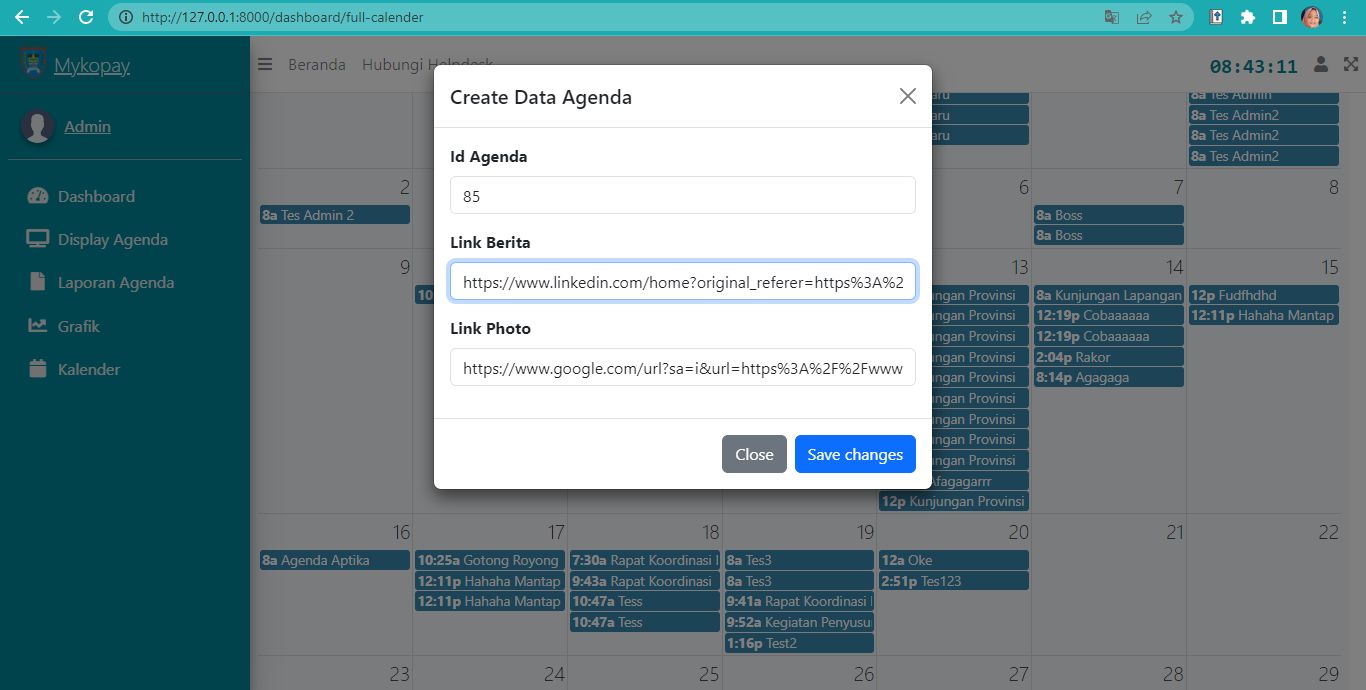 http://127.0.0.1:8000/dashboard/full-calender
Mykopay
Beranda Hubungi Helpdesk
08:43:11
Admin
Dashboard
Display Agenda
Laporan Agenda
Grafik
Kalender
Create Data Agenda
Id Agenda
85
Link Berita
https://www.linkedin.com/home?original_referer=https%3A%2
Link Photo
https://www.google.com/url?sa=i&url=https%3A%2F%2Fwww
Close Save changes
aru
aru
aru
8a Tes Admin
8a Tes Admin2
8a Tes Admin2
8a Tes Admin2
2 6 7 8
8a Tes Admin 2
8a Boss
8a Boss
9 13 14 15
10
ngan Provinsi
ungan Provinsi
ungan Provinsi
ungan Provinsi
ungan Provinsi
ungan Provinsi
ungan Provinsi
ungan Provinsi
ngan Provinsi
Afagagarrr
12p Kunjungan Provinsi
8a Kunjungan Lapangan
12:19p Cobaaaaaa
12:19p Cobaaaaaa
2:04p Rakor
8:14p Agagaga
12p Fudfhdhd
12:11p Hahaha Mantap
16 17 18 19 20 21 22
8a Agenda Aptika
10:25a Gotong Royong
12:11p Hahaha Mantap
12:11p Hahaha Mantap
7:30a Rapat Koordinasi
9:43a Rapat Koordinasi
10:47a Tess
10:47a Tess
8a Tes3
8a Tes3
9:41a Rapat Koordinasi
9:52a Kegiatan Penyusu
1:16p Test2
12a Oke
2:51p Tes123
23 24 25 26 27 28 29